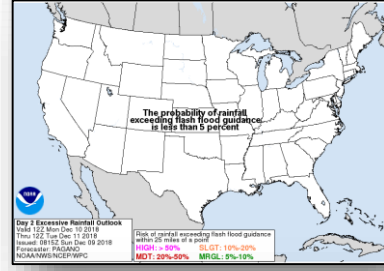 The probability of rainfall
exceeding flash flood guidance
is less than 5 percent
NOAA
Day 2 Excessive Rainfall Outlook
Valid 12Z Mon Dec 10 2018
Thru 12Z Tue Dec 11 2018
Issued: 0815Z Sun Dec 09 2018
Forecaster: PAGANO
NOAA/NWS/NCEP/WPC
Risk of rainfall exceeding flash flood guidance
within 25 miles of a point
HIGH: > 50% SLGT: 10%-20%
MDT: 20%-50% MRGL: 5%-10%